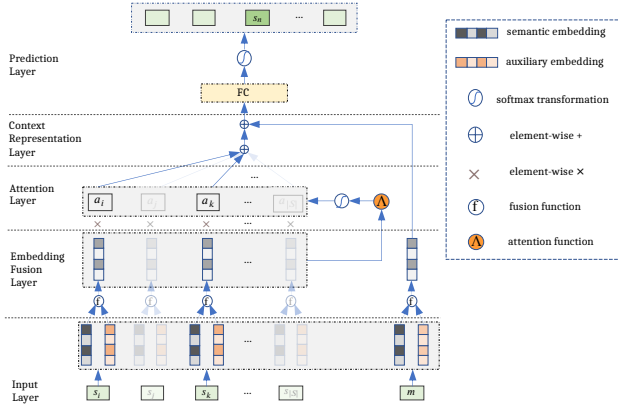 s_n
...
Prediction
Layer
FC
Context
Representation
Layer
...
Attention
Layer
a_i
a_j
a_k
...
Λ
× × × ... ×
Embedding
Fusion
Layer
...
f f f f f
...
Input
Layer
s_i
s_j
s_k
...
m
semantic embedding
auxiliary embedding
softmax transformation
element-wise +
element-wise ×
f fusion function
Λ attention function